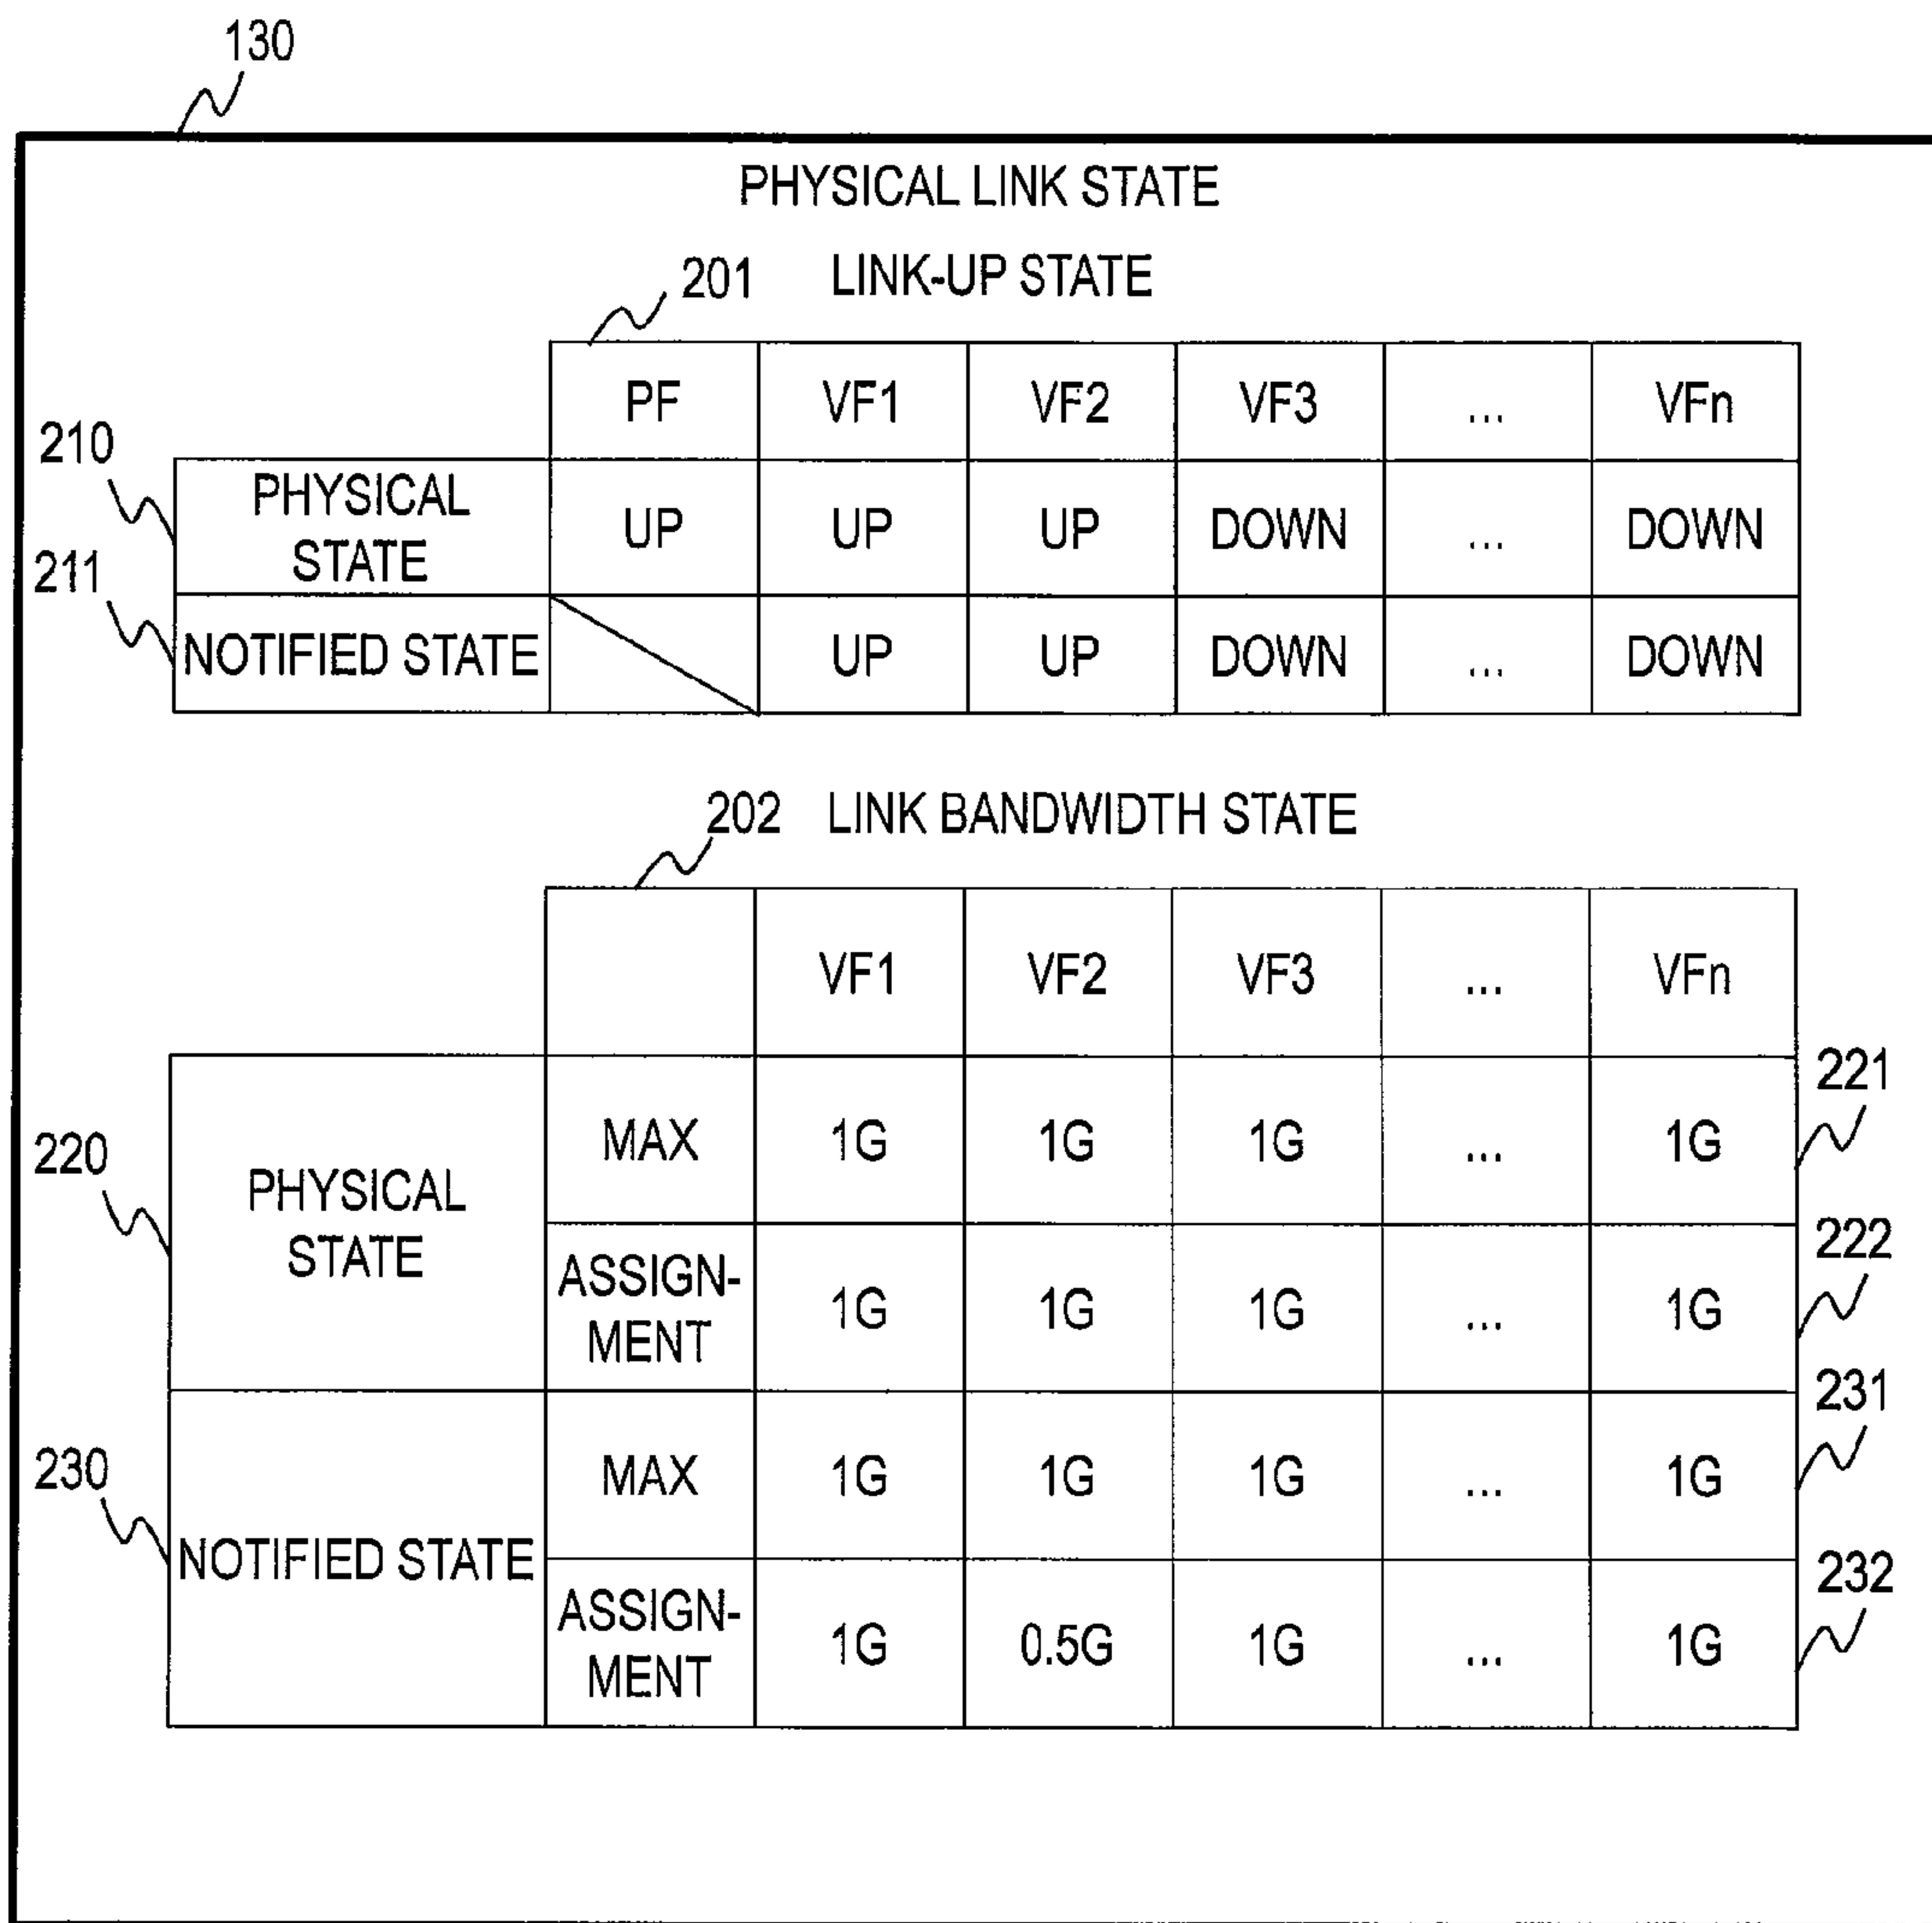 130
PHYSICAL LINK STATE
201 LINK-UP STATE
PF VF1 VF2 VF3 ... VFn
210
PHYSICAL
STATE
UP UP UP DOWN ... DOWN
211
NOTIFIED STATE UP UP DOWN ... DOWN
202 LINK BANDWIDTH STATE
VF1 VF2 VF3 ... VFn
220
PHYSICAL
STATE
MAX 1G 1G 1G ... 1G
221
ASSIGN-
MENT
1G 1G 1G ... 1G
222
230
NOTIFIED STATE
MAX 1G 1G 1G ... 1G
231
ASSIGN-
MENT
1G 0.5G 1G ... 1G
232